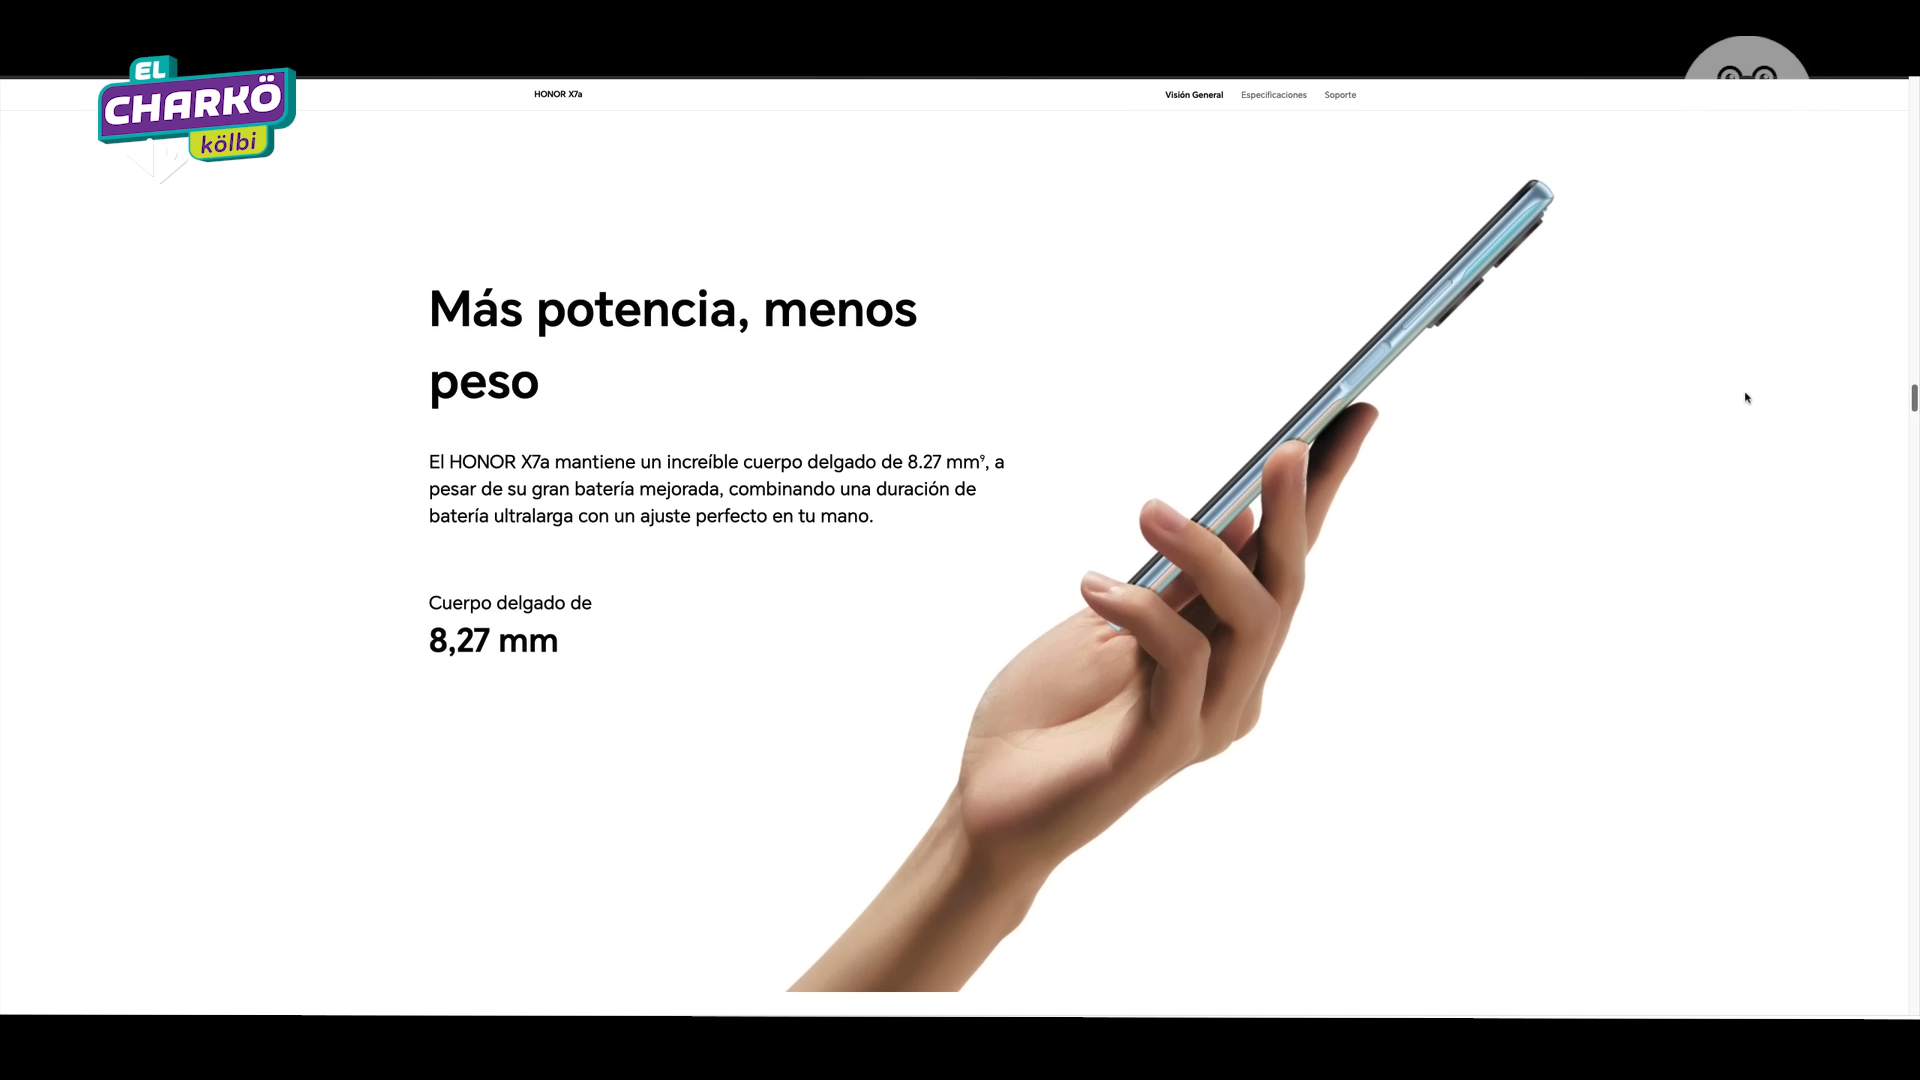 EL
CHARKÖ
kölbi
HONOR X7a
Visión General
Especificaciones
Soporte
Más potencia, menos
peso
El HONOR X7a mantiene un increíble cuerpo delgado de 8.27 mm⁹, a
pesar de su gran batería mejorada, combinando una duración de
batería ultralarga con un ajuste perfecto en tu mano.
Cuerpo delgado de
8,27 mm